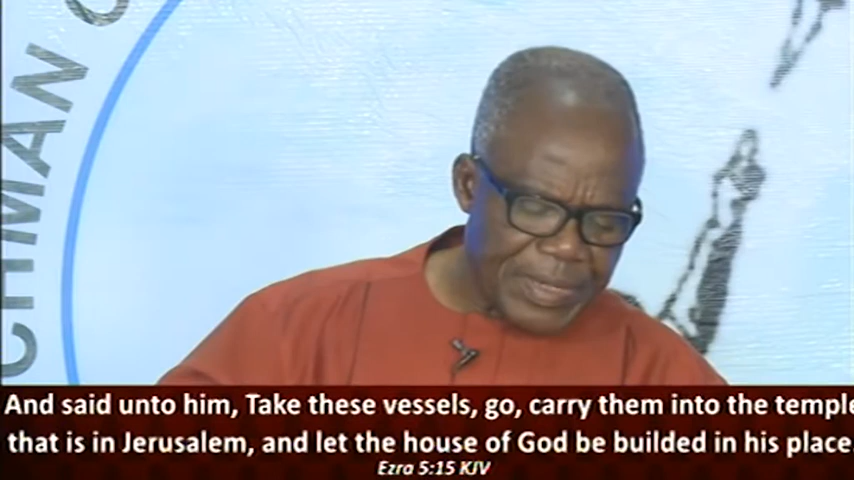 CHMAN O
And said unto him, Take these vessels, go, carry them into the temple
that is in Jerusalem, and let the house of God be builded in his place
Ezra 5:15 KJV